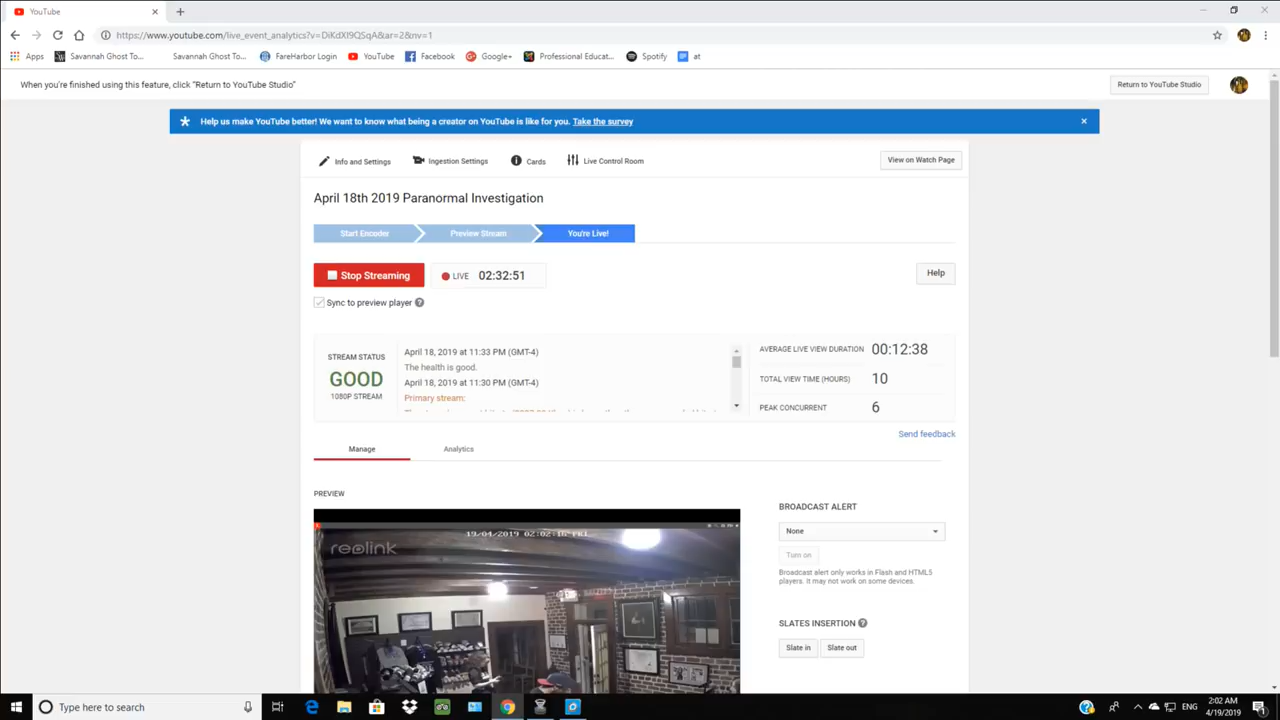 YouTube
https://www.youtube.com/live_event_analytics?v=DiKdXI9QSqA&ar=2&nv=1
Apps Savannah Ghost To... Savannah Ghost To... FareHarbor Login YouTube Facebook Google+ Professional Educat... Spotify at
When you're finished using this feature, click "Return to YouTube Studio" Return to YouTube Studio
Help us make YouTube better! We want to know what being a creator on YouTube is like for you. Take the survey
Info and Settings Ingestion Settings Cards Live Control Room View on Watch Page
April 18th 2019 Paranormal Investigation
Start Encoder Preview Stream You're Live!
Stop Streaming LIVE 02:32:51 Help
Sync to preview player
STREAM STATUS
GOOD
1080P STREAM
April 18, 2019 at 11:33 PM (GMT-4)
The health is good.
April 18, 2019 at 11:30 PM (GMT-4)
Primary stream:
AVERAGE LIVE VIEW DURATION 00:12:38
TOTAL VIEW TIME (HOURS) 10
PEAK CONCURRENT 6
Send feedback
Manage Analytics
PREVIEW
19/04/2019 02:02:
reolink
BROADCAST ALERT
None
Turn on
Broadcast alert only works in Flash and HTML5
players. It may not work on some devices.
SLATES INSERTION
Slate in Slate out
Type here to search
ENG
2:02 AM
4/19/2019